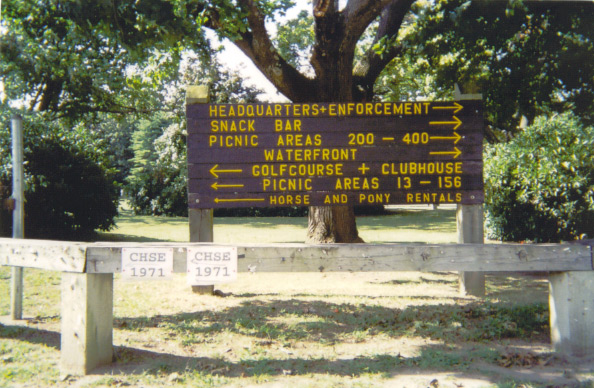 HEADQUARTERS+ENFORCEMENT
SNACK BAR
PICNIC AREAS 200 - 400
WATERFRONT
GOLFCOURSE + CLUBHOUSE
PICNIC AREAS 13 - 156
HORSE AND PONY RENTALS
CHSE
1971
CHSE
1971